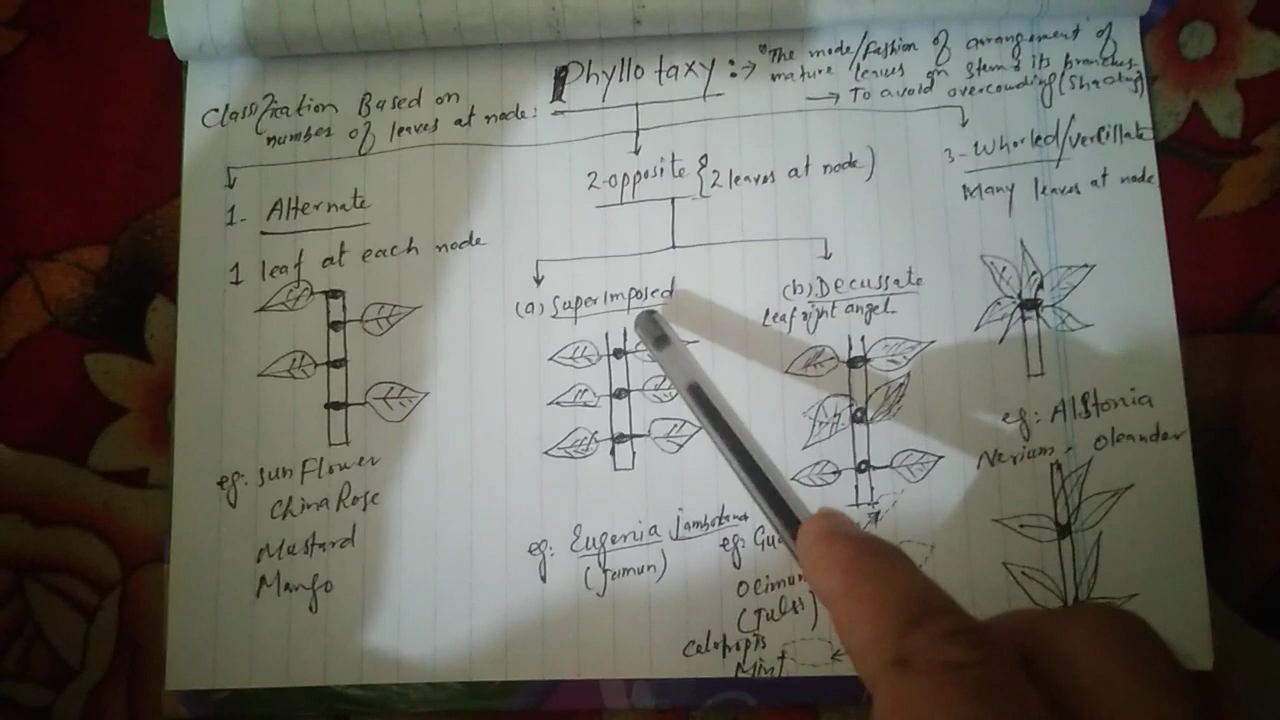 Phyllotaxy :→ "The mode/Fashion of arrangement of
mature leaves on stem & its branches
→ To avoid overcouding (Shading)
Classification Based on
number of leaves at node:
1- Alternate
1 leaf at each node
eg: Sun Flower
China Rose
Mustard
Mango
2-opposite {2 leaves at node)
(a) SuperImposed
eg: Eugenia Jambolana
(Jamun)
(b) Decussate
Leaf right angel
eg:
(Tulsi)
Calotropis
Mint
3-Whorled/Verticillate
Many leaves at node
eg: Alstonia
Nerium, Oleander